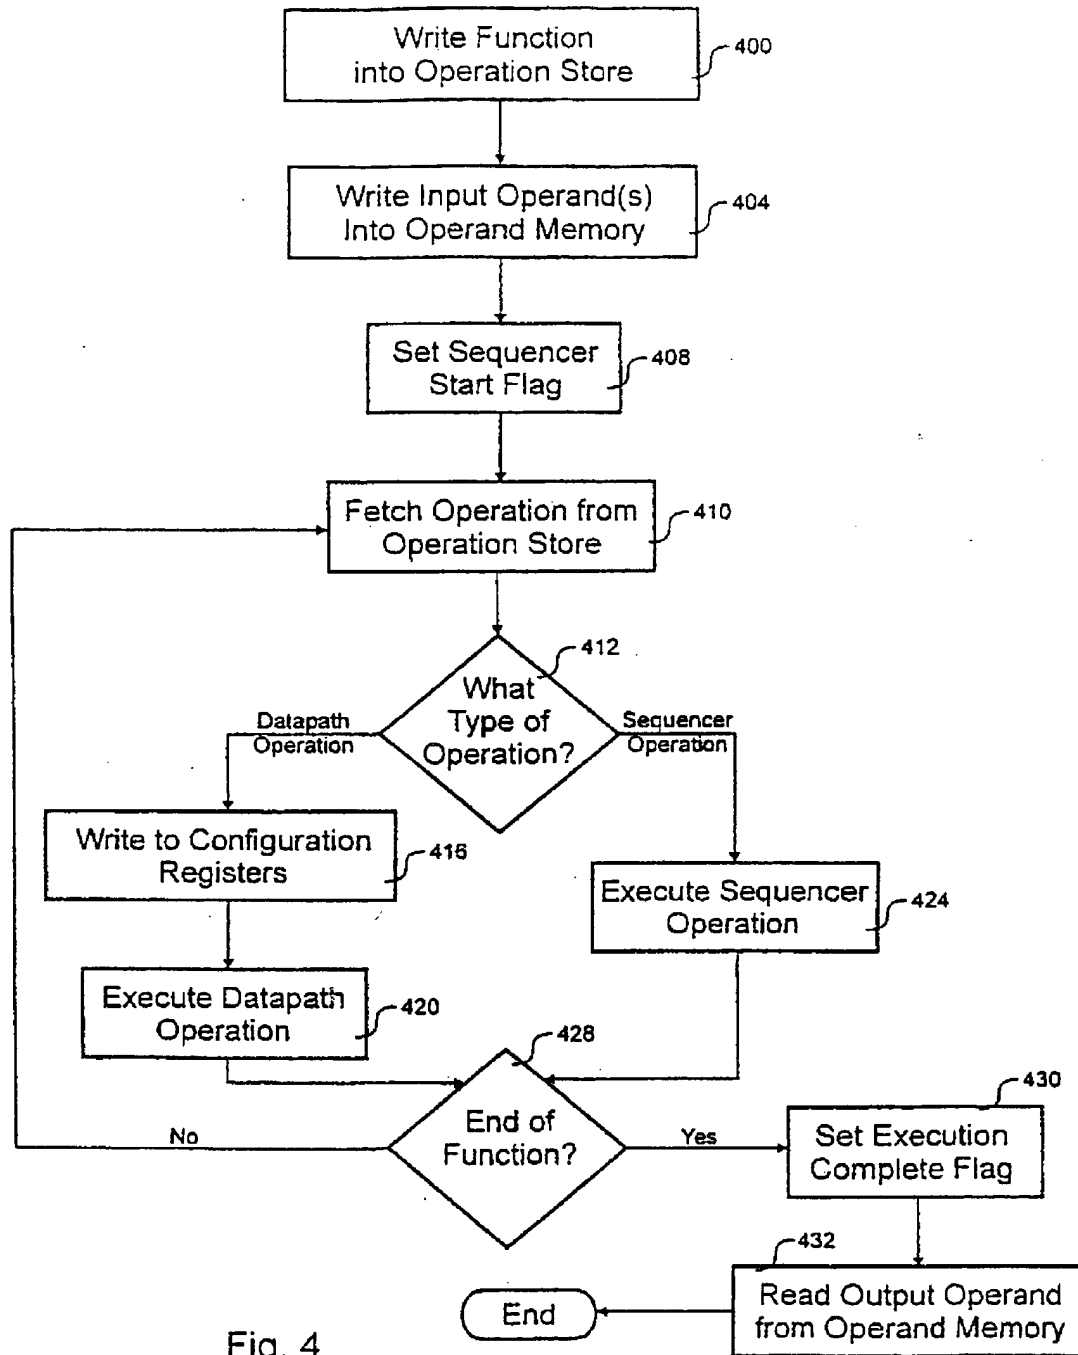 Write Function
into Operation Store
400
Write Input Operand(s)
Into Operand Memory
404
Set Sequencer
Start Flag
408
Fetch Operation from
Operation Store
410
412
What
Type of
Operation?
Datapath
Operation
Sequencer
Operation
Write to Configuration
Registers
416
Execute Sequencer
Operation
424
Execute Datapath
Operation
420
428
End of
Function?
No
Yes
430
Set Execution
Complete Flag
432
Read Output Operand
from Operand Memory
End
Fig. 4